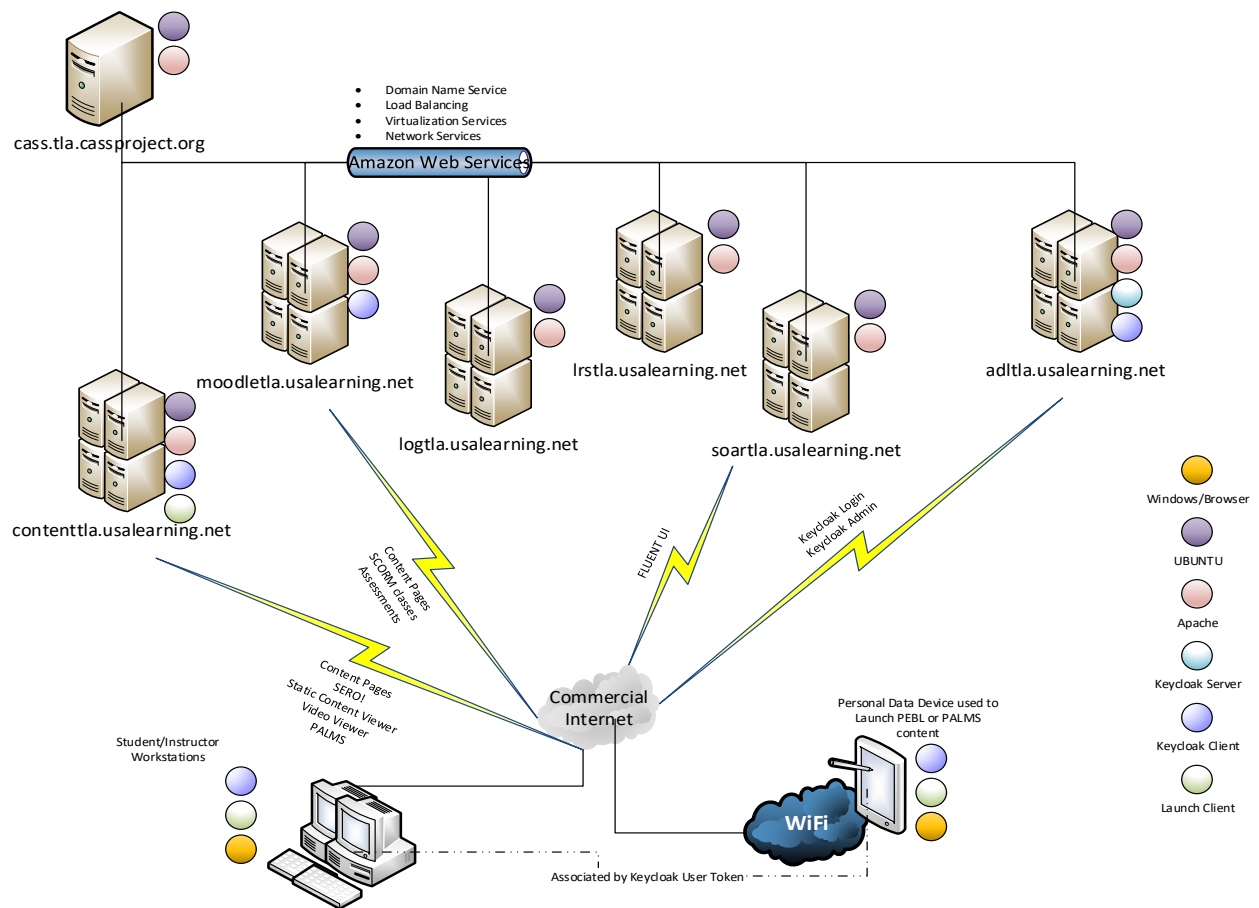 Domain Name Service
Load Balancing
Virtualization Services
Network Services
cass.tla.cassproject.org
Amazon Web Services
moodletla.usalearning.net
lrstla.usalearning.net
adltla.usalearning.net
logtla.usalearning.net
soartla.usalearning.net
contenttla.usalearning.net
Content Pages
SCORM classes
Assessments
FLUENT UI
Keycloak Login
Keycloak Admin
Windows/Browser
UBUNTU
Apache
Keycloak Server
Keycloak Client
Launch Client
Content Pages
SERO!
Static Content Viewer
Video Viewer
PALMS
Commercial
Internet
Personal Data Device used to
Launch PEBL or PALMS
content
Student/Instructor
Workstations
WiFi
Associated by Keycloak User Token